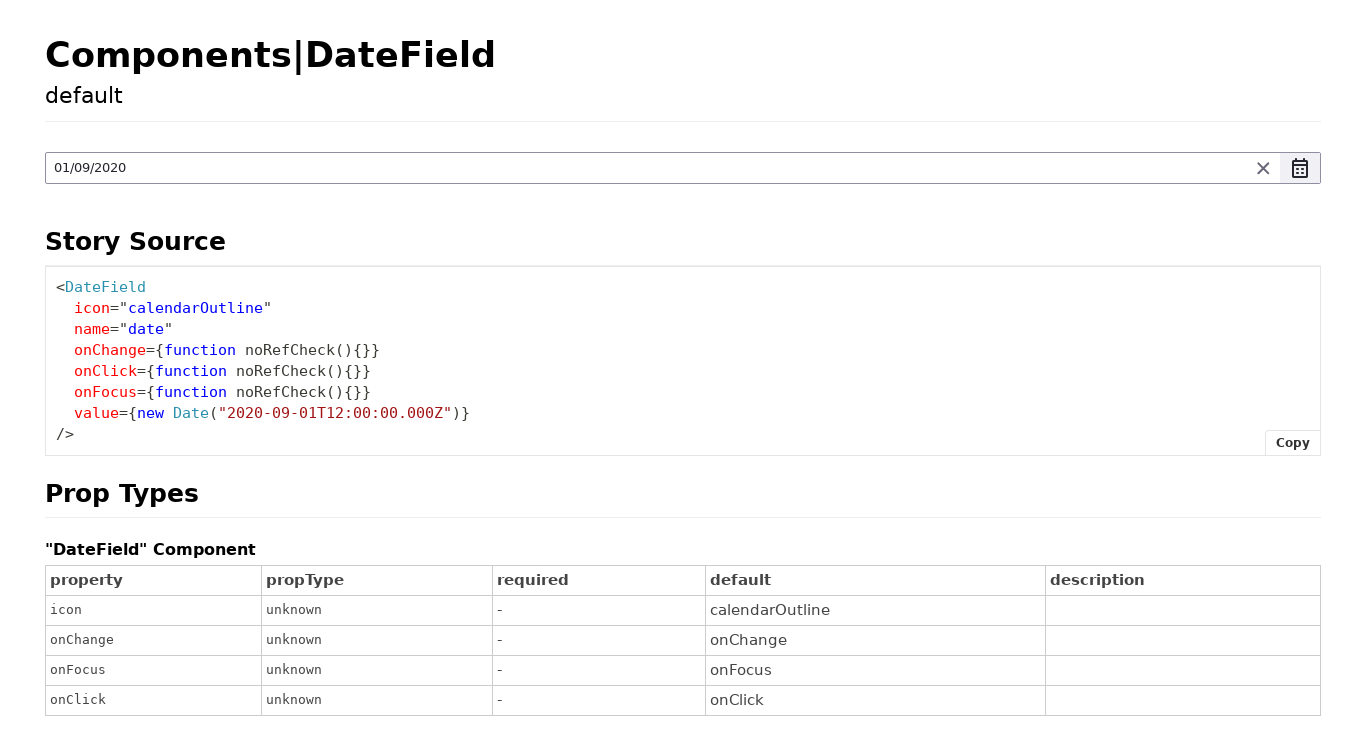 Components|DateField
default
01/09/2020
Story Source
<DateField
  icon="calendarOutline"
  name="date"
  onChange={function noRefCheck(){}}
  onClick={function noRefCheck(){}}
  onFocus={function noRefCheck(){}}
  value={new Date("2020-09-01T12:00:00.000Z")}
/>
Copy
Prop Types
"DateField" Component
property propType required default description
icon unknown - calendarOutline
onChange unknown - onChange
onFocus unknown - onFocus
onClick unknown - onClick